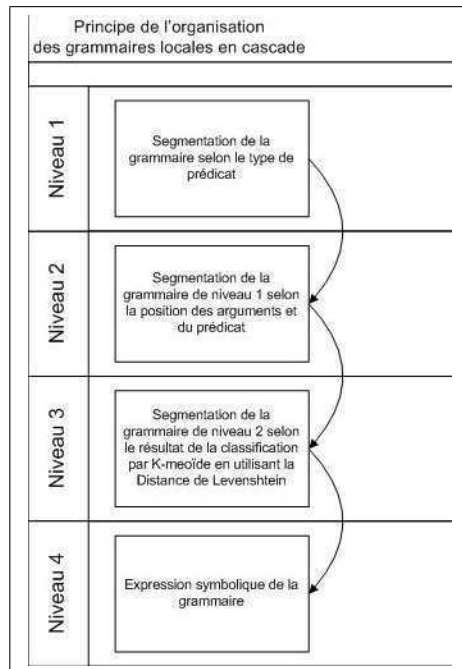 Principe de l'organisation
des grammaires locales en cascade
Niveau 1
Segmentation de la
grammaire selon le type de
prédicat
Niveau 2
Segmentation de la
grammaire de niveau 1 selon
la position des arguments et
du prédicat
Niveau 3
Segmentation de la
grammaire de niveau 2 selon
le résultat de la classification
par K-meoïde en utilisant la
Distance de Levenshtein
Niveau 4
Expression symbolique de la
grammaire